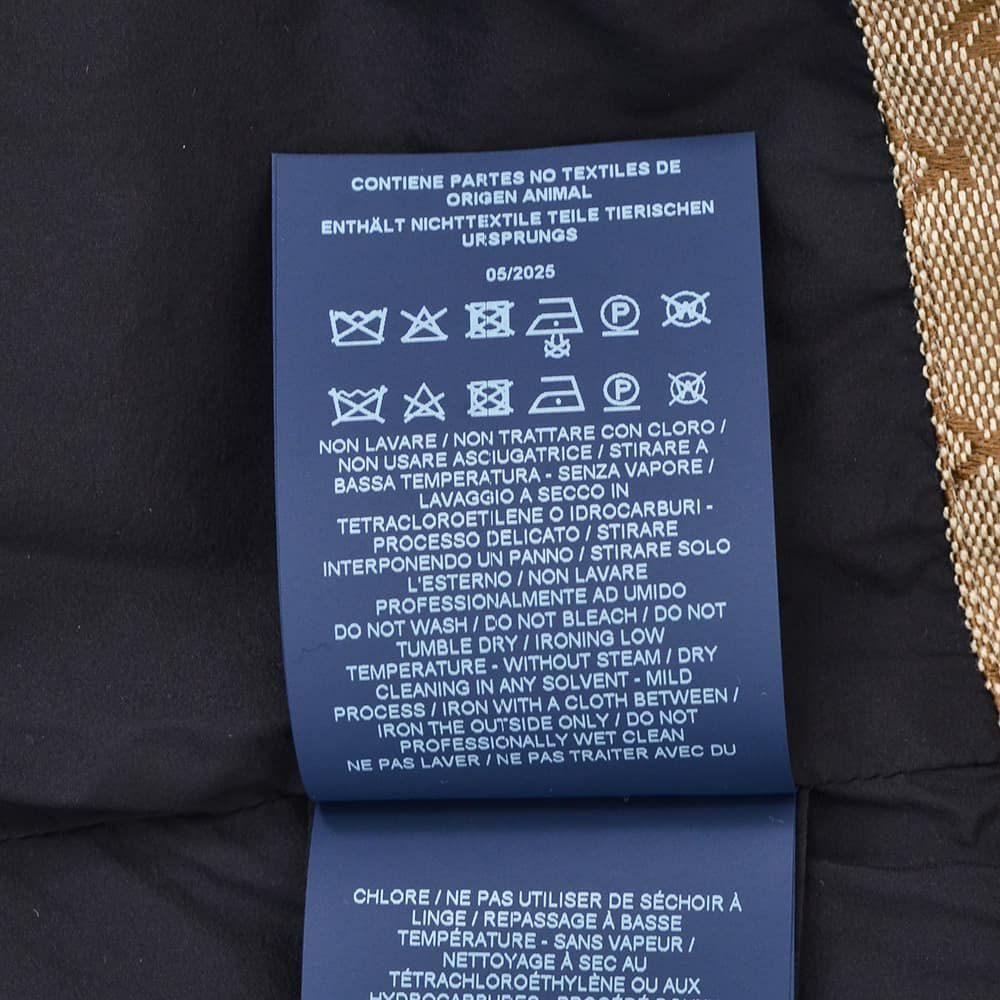 CONTIENE PARTES NO TEXTILES DE
ORIGEN ANIMAL
ENTHÄLT NICHTTEXTILE TEILE TIERISCHEN
URSPRUNGS
05/2025
P W
P W
NON LAVARE / NON TRATTARE CON CLORO /
NON USARE ASCIUGATRICE / STIRARE A
BASSA TEMPERATURA - SENZA VAPORE /
LAVAGGIO A SECCO IN
TETRACLOROETILENE O IDROCARBURI -
PROCESSO DELICATO / STIRARE
INTERPONENDO UN PANNO / STIRARE SOLO
L'ESTERNO / NON LAVARE
PROFESSIONALMENTE AD UMIDO
DO NOT WASH / DO NOT BLEACH / DO NOT
TUMBLE DRY / IRONING LOW
TEMPERATURE - WITHOUT STEAM / DRY
CLEANING IN ANY SOLVENT - MILD
PROCESS / IRON WITH A CLOTH BETWEEN /
IRON THE OUTSIDE ONLY / DO NOT
PROFESSIONALLY WET CLEAN
NE PAS LAVER / NE PAS TRAITER AVEC DU
CHLORE / NE PAS UTILISER DE SÉCHOIR À
LINGE / REPASSAGE À BASSE
TEMPÉRATURE - SANS VAPEUR /
NETTOYAGE À SEC AU
TÉTRACHLOROÉTHYLÈNE OU AUX
HYDROCARBURES - PROCÉDÉ